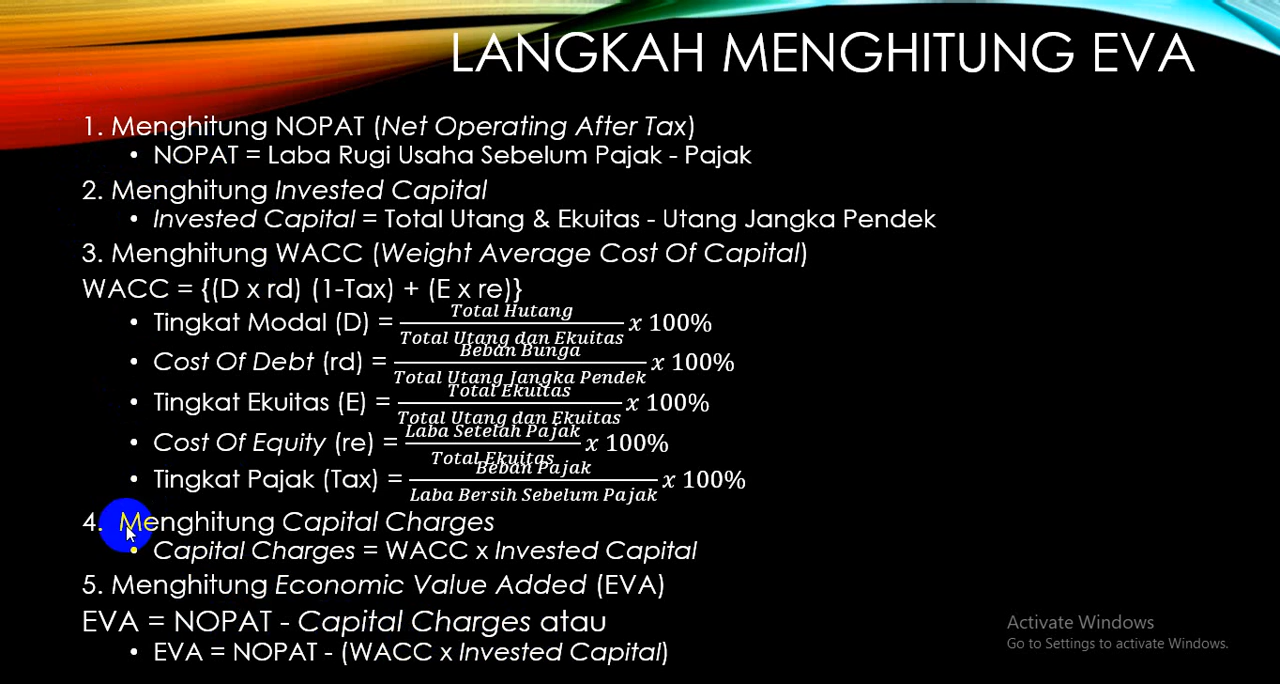 LANGKAH MENGHITUNG EVA
1. Menghitung NOPAT (Net Operating After Tax)
• NOPAT = Laba Rugi Usaha Sebelum Pajak - Pajak
2. Menghitung Invested Capital
• Invested Capital = Total Utang & Ekuitas - Utang Jangka Pendek
3. Menghitung WACC (Weight Average Cost Of Capital)
WACC = {(D x rd) (1-Tax) + (E x re)}
• Tingkat Modal (D) = Total Hutang / Total Utang dan Ekuitas x 100%
• Cost Of Debt (rd) = Beban Bunga / Total Utang Jangka Pendek x 100%
• Tingkat Ekuitas (E) = Total Ekuitas / Total Utang dan Ekuitas x 100%
• Cost Of Equity (re) = Laba Setelah Pajak / Total Ekuitas x 100%
• Tingkat Pajak (Tax) = Beban Pajak / Laba Bersih Sebelum Pajak x 100%
4. Menghitung Capital Charges
• Capital Charges = WACC x Invested Capital
5. Menghitung Economic Value Added (EVA)
EVA = NOPAT - Capital Charges atau
• EVA = NOPAT - (WACC x Invested Capital)
Activate Windows
Go to Settings to activate Windows.